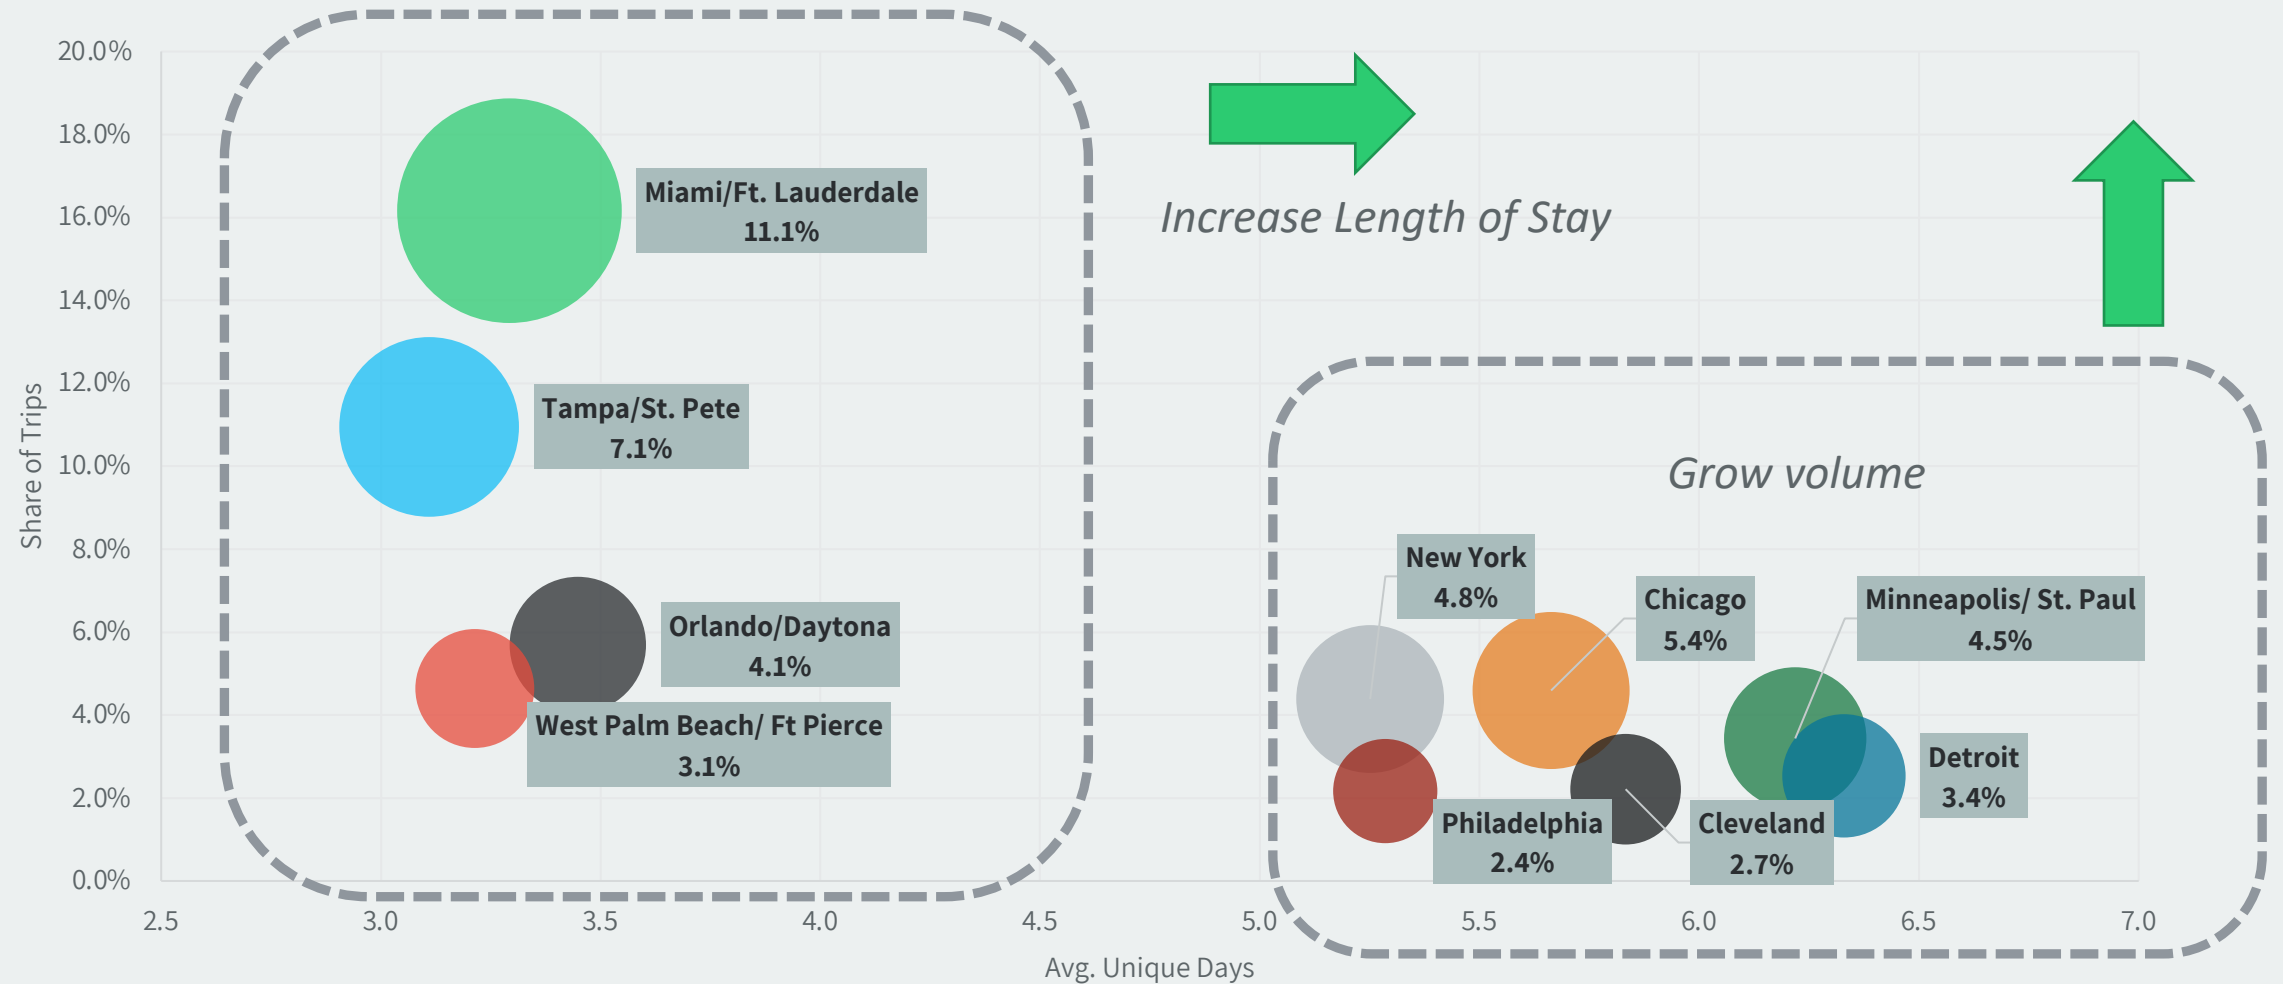 20.0%
18.0%
16.0%
14.0%
12.0%
10.0%
8.0%
6.0%
4.0%
2.0%
0.0%
Share of Trips
Miami/Ft. Lauderdale
11.1%
Tampa/St. Pete
7.1%
Orlando/Daytona
4.1%
West Palm Beach/ Ft Pierce
3.1%
Increase Length of Stay
Grow volume
New York
4.8%
Chicago
5.4%
Minneapolis/ St. Paul
4.5%
Detroit
3.4%
Philadelphia
2.4%
Cleveland
2.7%
2.5
3.0
3.5
4.0
4.5
5.0
5.5
6.0
6.5
7.0
Avg. Unique Days